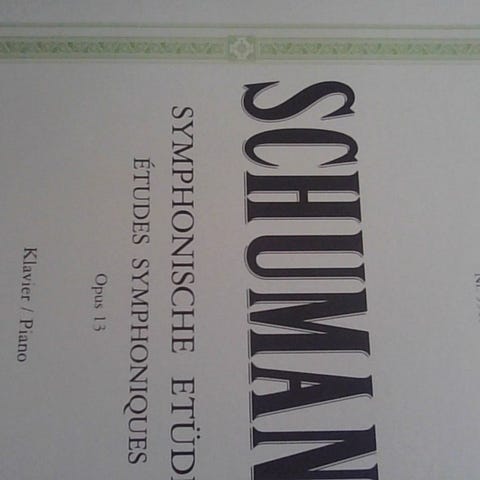 SCHUMAN
SYMPHONISCHE ETÜD
ÉTUDES SYMPHONIQUES
Opus 13
Klavier / Piano